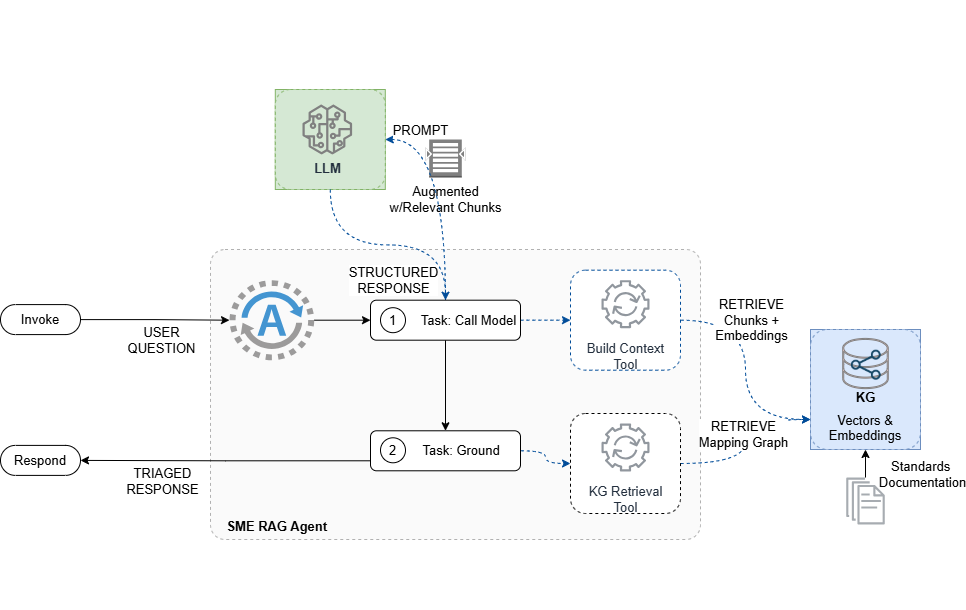 PROMPT
LLM
Augmented
w/Relevant Chunks
STRUCTURED
RESPONSE
Invoke
USER
QUESTION
A
1
Task: Call Model
Build Context
Tool
RETRIEVE
Chunks +
Embeddings
KG
Vectors &
Embeddings
Respond
TRIAGED
RESPONSE
2
Task: Ground
KG Retrieval
Tool
RETRIEVE
Mapping Graph
Standards
Documentation
SME RAG Agent